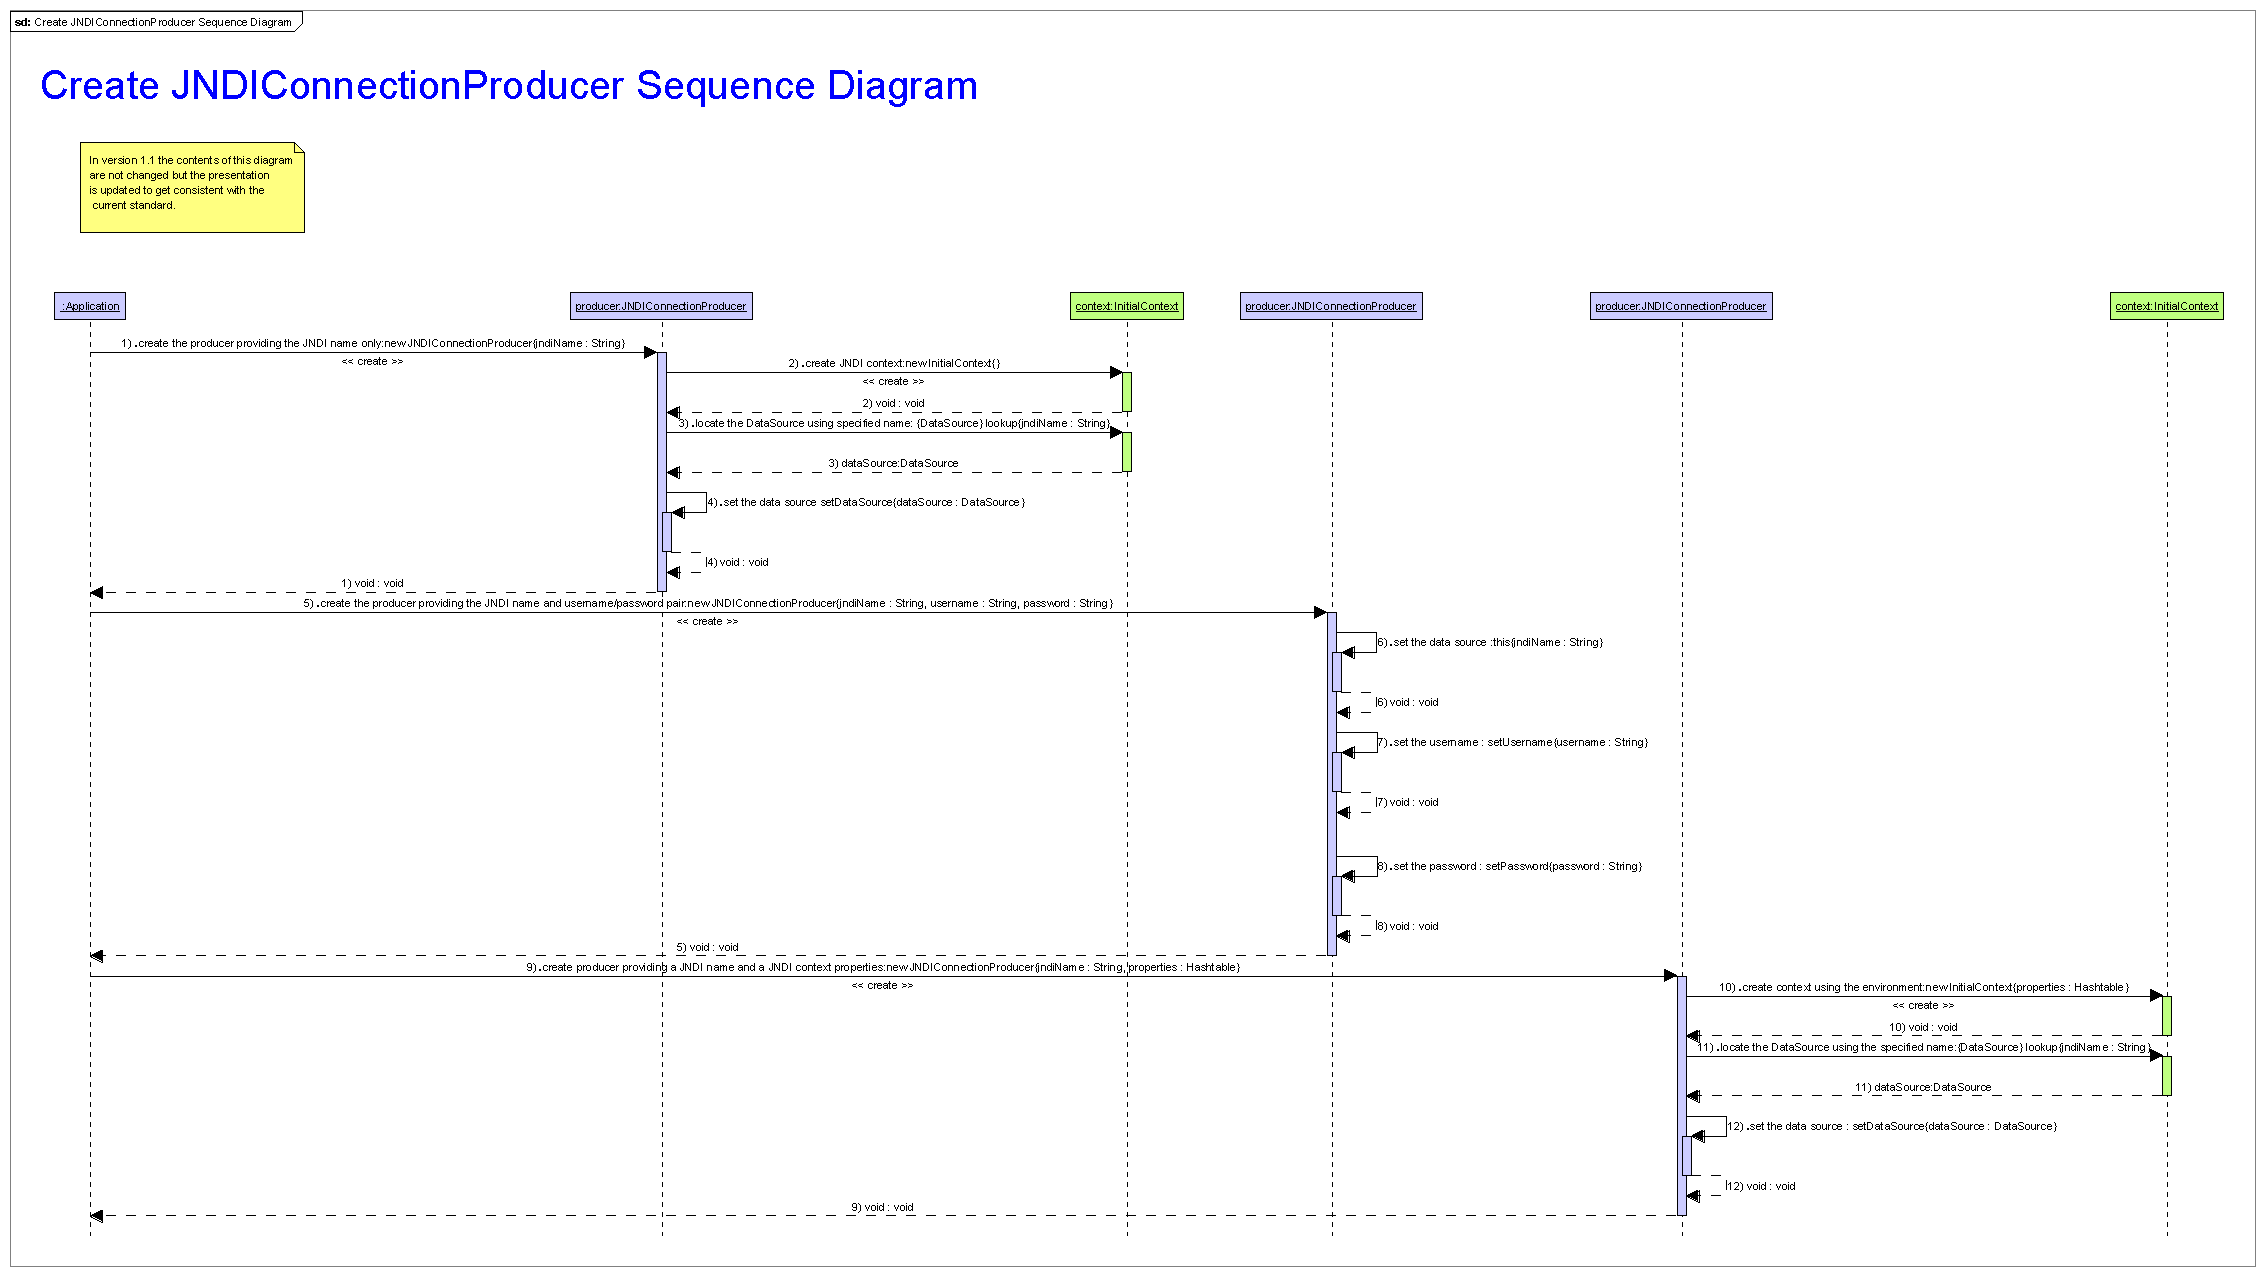 sd: Create JNDIConnectionProducer Sequence Diagram
Create JNDIConnectionProducer Sequence Diagram
In version 1.1 the contents of this diagram
are not changed but the presentation
is updated to get consistent with the
current standard.
:Application
producer:JNDIConnectionProducer
context:InitialContext
producer:JNDIConnectionProducer
producer:JNDIConnectionProducer
context:InitialContext
1).create the producer providing the JNDI name only:new JNDIConnectionProducer{jndiName : String}
<< create >>
2).create JNDI context:new InitialContext{}
<< create >>
2) void : void
3).locate the DataSource using specified name: {DataSource} lookup{jndiName : String}
3) dataSource:DataSource
4).set the data source setDataSource{dataSource : DataSource}
4) void : void
1) void : void
5).create the producer providing the JNDI name and username/password pair:new JNDIConnectionProducer{jndiName : String, username : String, password : String}
<< create >>
6).set the data source :this{jndiName : String}
6) void : void
7).set the username : setUsername{username : String}
7) void : void
8).set the password : setPassword{password : String}
8) void : void
5) void : void
9).create producer providing a JNDI name and a JNDI context properties:new JNDIConnectionProducer{jndiName : String, properties : Hashtable}
<< create >>
10).create context using the environment:new InitialContext{properties : Hashtable}
<< create >>
10) void : void
11).locate the DataSource using the specified name:{DataSource} lookup{jndiName : String}
11) dataSource:DataSource
12).set the data source : setDataSource{dataSource : DataSource}
12) void : void
9) void : void